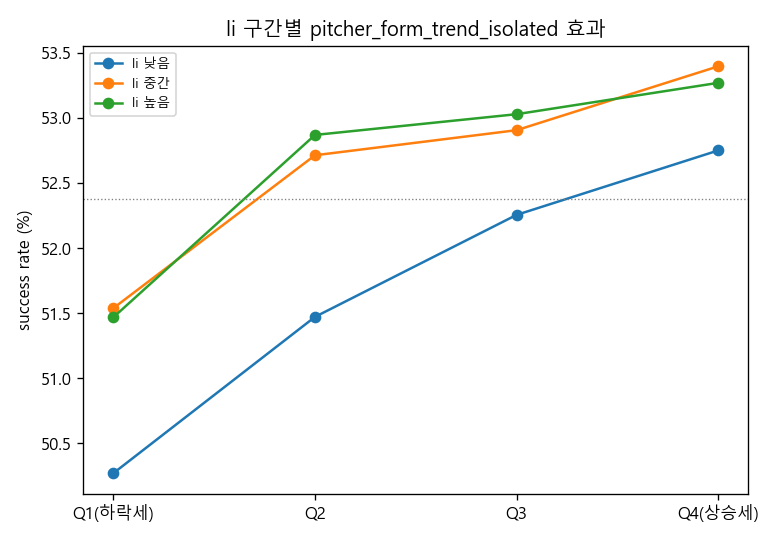 li 구간별 pitcher_form_trend_isolated 효과
li 낮음
li 중간
li 높음
success rate (%)
53.5
53.0
52.5
52.0
51.5
51.0
50.5
Q1(하락세)
Q2
Q3
Q4(상승세)